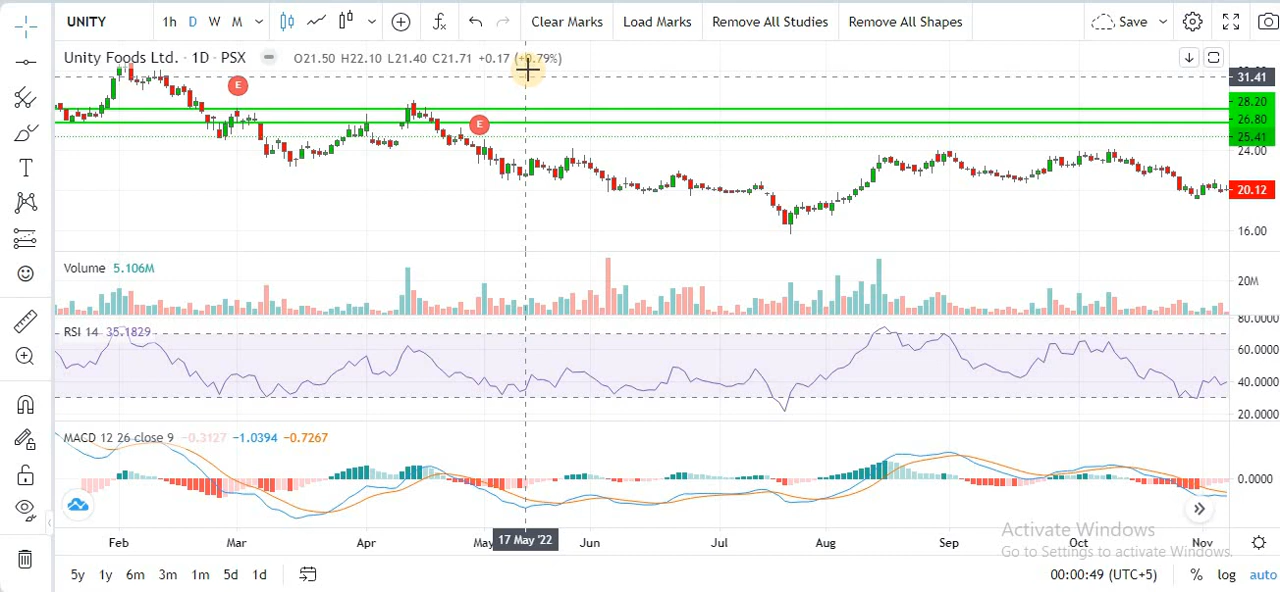 UNITY 1h D W M Save
Clear Marks Load Marks Remove All Studies Remove All Shapes
Unity Foods Ltd. · 1D · PSX O21.50 H22.10 L21.40 C21.71 +0.17 (+0.79%)
31.41
E
28.20
26.80
E
25.41
24.00
20.12
16.00
Volume 5.106M
20M
80.0000
RSI 14 35.1829
60.0000
40.0000
20.0000
MACD 12 26 close 9 −0.3127 −1.0394 −0.7267
0.0000
Activate Windows
Feb Mar Apr May 17 May '22 Jun Jul Aug Sep Oct Nov
Go to Settings to activate Windows.
5y 1y 6m 3m 1m 5d 1d 00:00:49 (UTC+5) % log auto